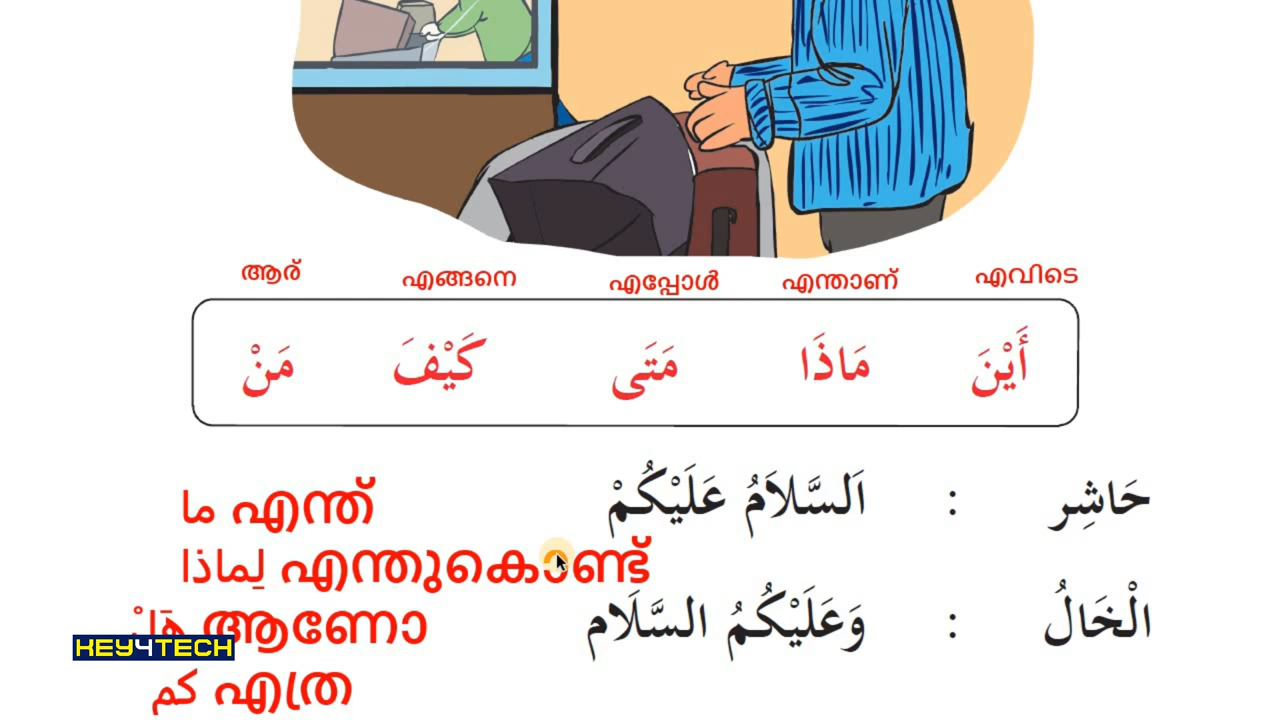 ആര് എങ്ങനെ എപ്പോൾ എന്താണ് എവിടെ
أَيْنَ مَاذَا مَتَى كَيْفَ مَنْ
حَاشِر : اَلسَّلاَمُ عَلَيْكُمْ
ما എന്ത്
لِماذا എന്തുകൊണ്ട്
الْخَالُ : وَعَلَيْكُمُ السَّلَام
هَلْ ആണോ
KEY4TECH
كم എത്ര